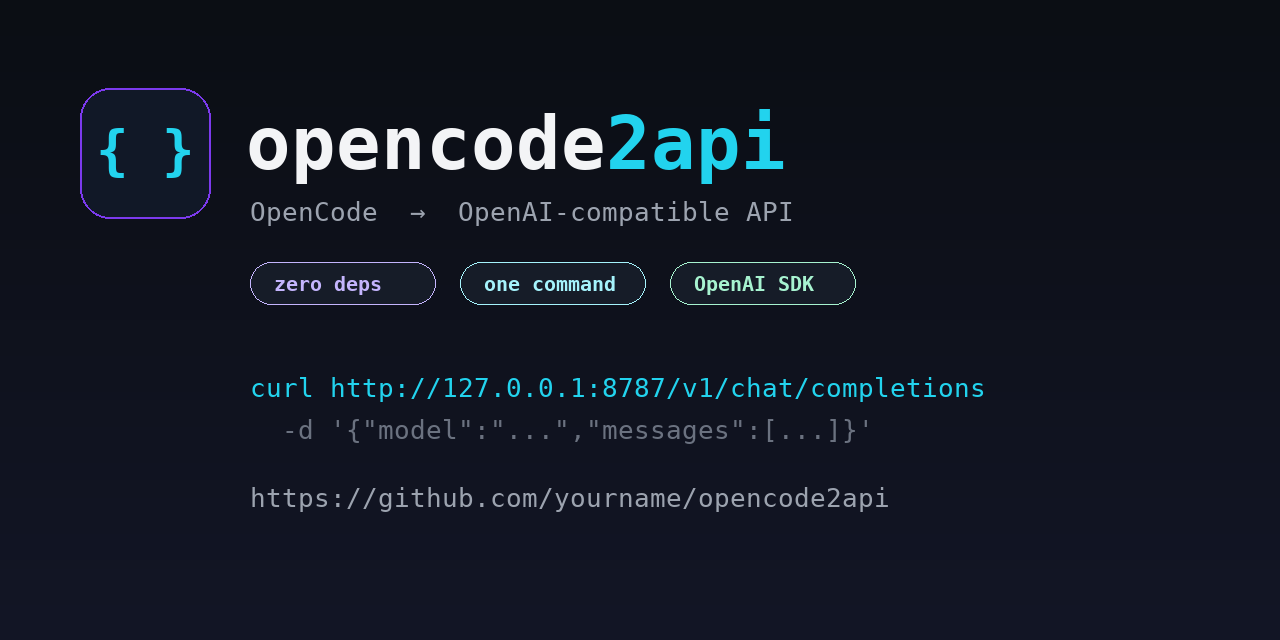 { }
opencode2api
OpenCode → OpenAI-compatible API
zero deps one command OpenAI SDK
curl http://127.0.0.1:8787/v1/chat/completions
-d '{"model":"...","messages":[...]}'
https://github.com/yourname/opencode2api